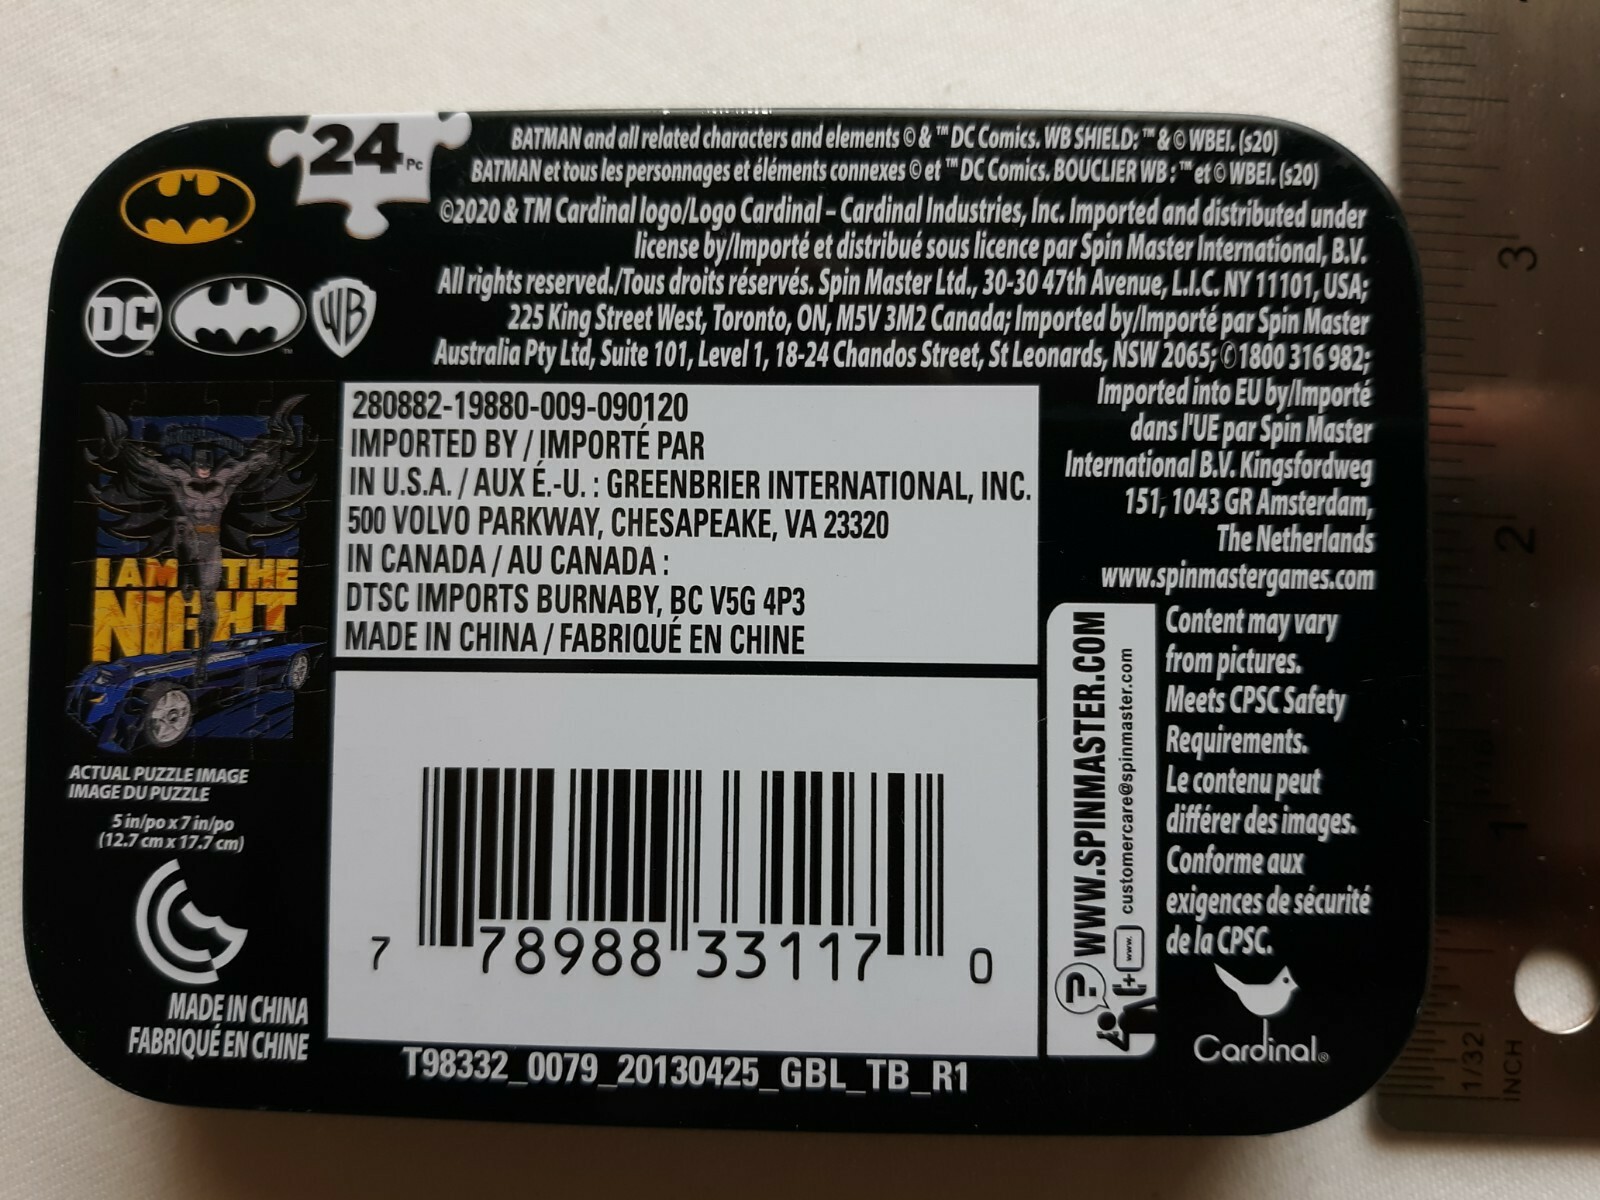 24 Pc
BATMAN and all related characters and elements © & ™ DC Comics. WB SHIELD: ™ & © WBEI. (s20)
BATMAN et tous les personnages et éléments connexes © et ™ DC Comics. BOUCLIER WB : ™ et © WBEI. (s20)
©2020 & TM Cardinal logo/Logo Cardinal – Cardinal Industries, Inc. Imported and distributed under
license by/Importé et distribué sous licence par Spin Master International, B.V.
All rights reserved./Tous droits réservés. Spin Master Ltd., 30-30 47th Avenue, L.I.C. NY 11101, USA;
225 King Street West, Toronto, ON, M5V 3M2 Canada; Imported by/Importé par Spin Master
Australia Pty Ltd, Suite 101, Level 1, 18-24 Chandos Street, St Leonards, NSW 2065; ✆1800 316 982;
Imported into EU by/Importé
dans l'UE par Spin Master
International B.V. Kingsfordweg
151, 1043 GR Amsterdam,
The Netherlands
www.spinmastergames.com
Content may vary
from pictures.
Meets CPSC Safety
Requirements.
Le contenu peut
différer des images.
Conforme aux
exigences de sécurité
de la CPSC.
Cardinal®
DC™
™
WB
I AM THE
NIGHT
ACTUAL PUZZLE IMAGE
IMAGE DU PUZZLE
5 in/po x 7 in/po
(12.7 cm x 17.7 cm)
MADE IN CHINA
FABRIQUÉ EN CHINE
280882-19880-009-090120
IMPORTED BY / IMPORTÉ PAR
IN U.S.A. / AUX É.-U. : GREENBRIER INTERNATIONAL, INC.
500 VOLVO PARKWAY, CHESAPEAKE, VA 23320
IN CANADA / AU CANADA :
DTSC IMPORTS BURNABY, BC V5G 4P3
MADE IN CHINA / FABRIQUÉ EN CHINE
7 78988 33117 0
T98332_0079_20130425_GBL_TB_R1
? WWW.SPINMASTER.COM
www. customercare@spinmaster.com
3
2
1
1/32
INCH